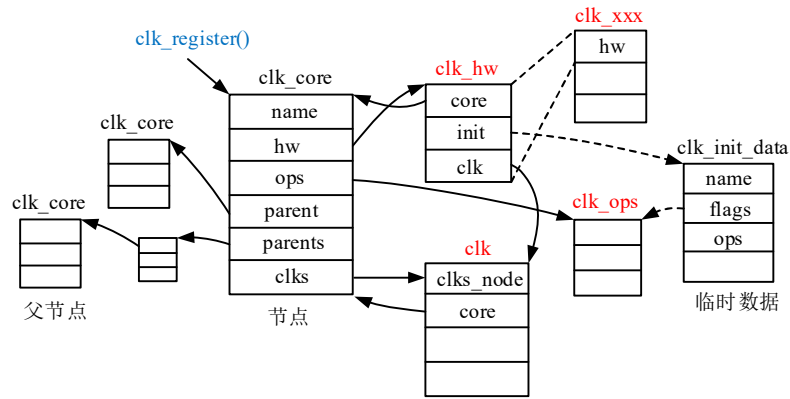 clk_register()
clk_core
name
hw
ops
parent
parents
clks
节点
clk_core
clk_core
父节点
clk_hw
core
init
clk
clk_xxx
hw
clk_init_data
name
flags
ops
临时数据
clk_ops
clk
clks_node
core